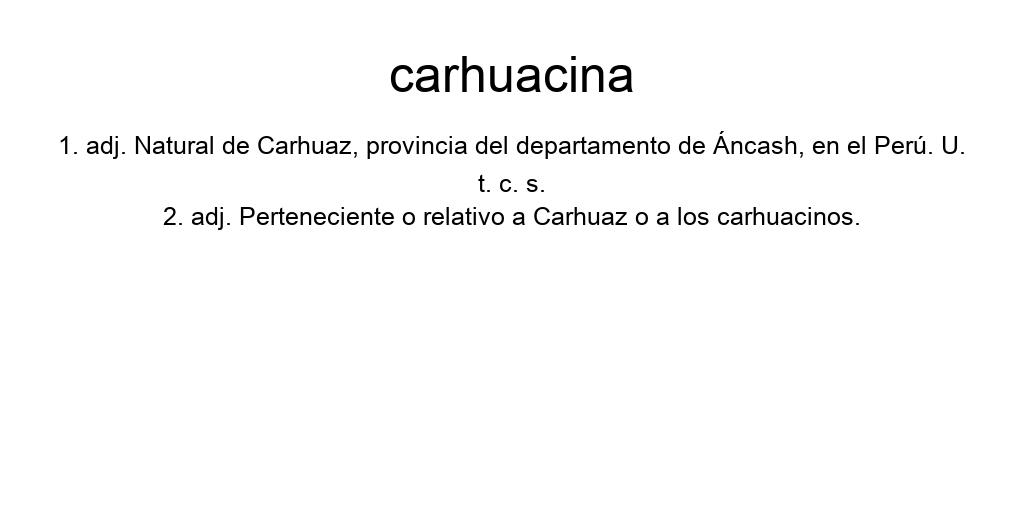 carhuacina
1. adj. Natural de Carhuaz, provincia del departamento de Áncash, en el Perú. U.
t. c. s.
2. adj. Perteneciente o relativo a Carhuaz o a los carhuacinos.